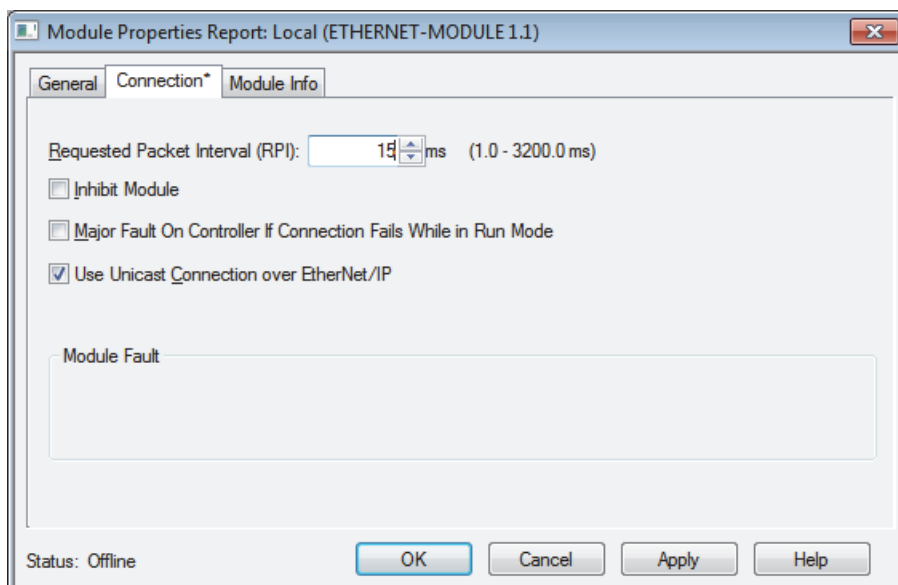 Module Properties Report: Local (ETHERNET-MODULE 1.1)
General Connection* Module Info
Requested Packet Interval (RPI): 15 ms (1.0 - 3200.0 ms)
Inhibit Module
Major Fault On Controller If Connection Fails While in Run Mode
Use Unicast Connection over EtherNet/IP
Module Fault
Status: Offline OK Cancel Apply Help